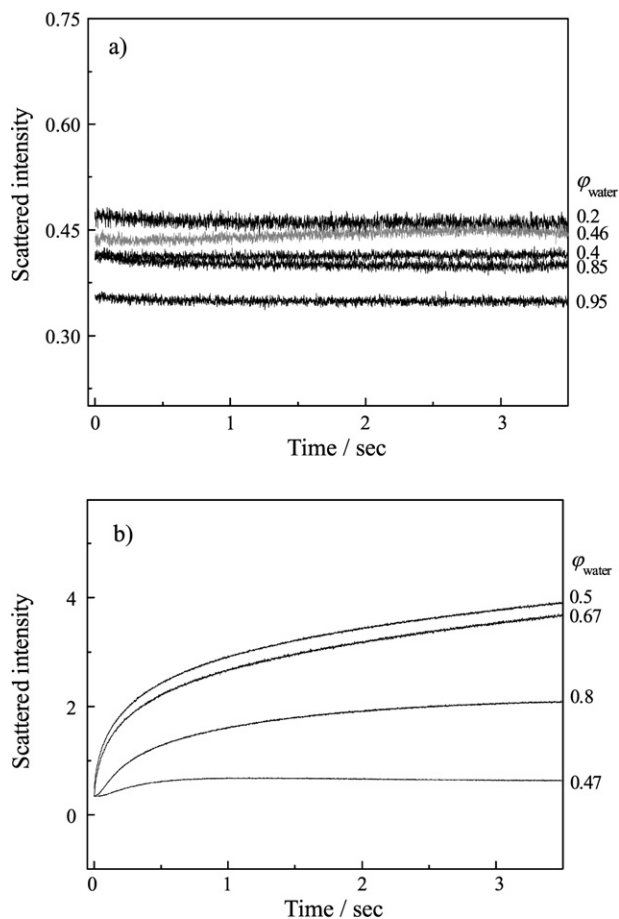 a)
0.75
0.60
0.45
0.30
Scattered intensity
φwater
0.2
0.46
0.4
0.85
0.95
0 1 2 3
Time / sec
b)
4
2
0
Scattered intensity
φwater
0.5
0.67
0.8
0.47
0 1 2 3
Time / sec